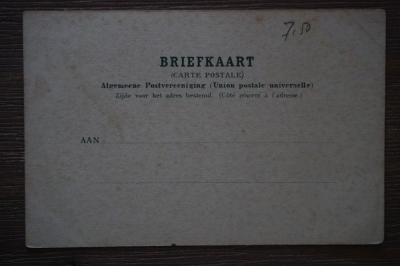 7,50
BRIEFKAART
(CARTE POSTALE)
Algemeene Postvereeniging (Union postale universelle)
Zijde voor het adres bestemd. (Côté réservé à l'adresse.)
AAN